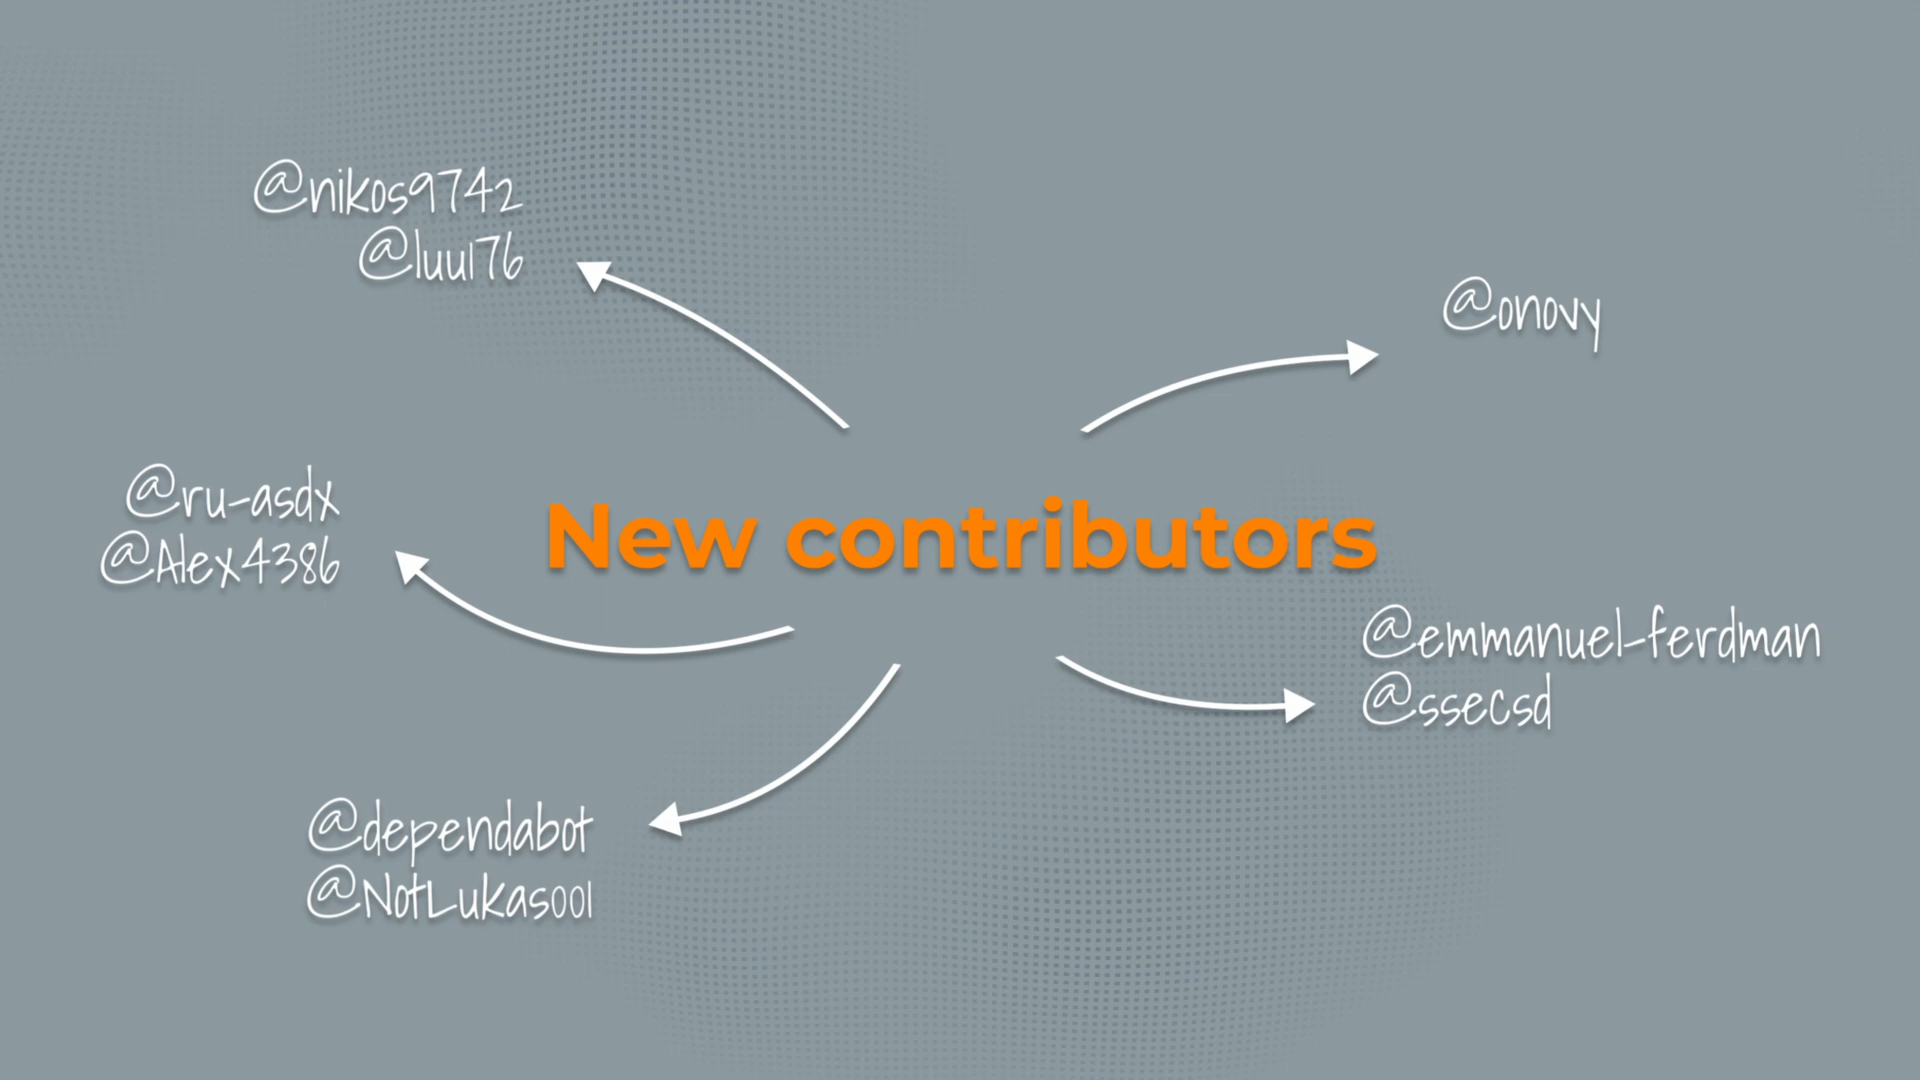 @nikos9742
@luu176
@onovy
@ru-asdx
@Alex4386
New contributors
@emmanuel-ferdman
@ssecsd
@dependabot
@NotLukas001